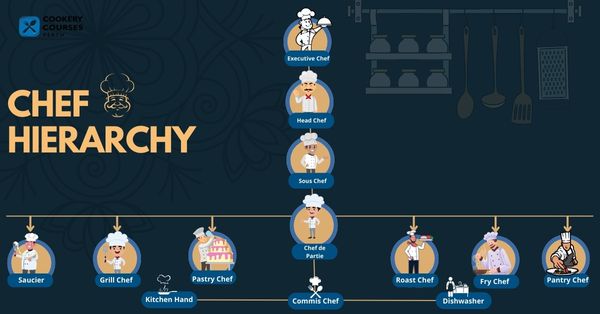 COOKERY
COURSES
PERTH
CHEF
HIERARCHY
Executive Chef
Head Chef
Sous Chef
Chef de
Partie
Saucier
Grill Chef
Pastry Chef
Roast Chef
Fry Chef
Pantry Chef
Kitchen Hand
Commis Chef
Dishwasher